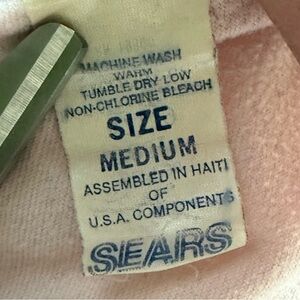 MACHINE WASH
WARM
TUMBLE DRY LOW
NON-CHLORINE BLEACH
SIZE
MEDIUM
ASSEMBLED IN HAITI
OF
U.S.A. COMPONENTS
SEARS